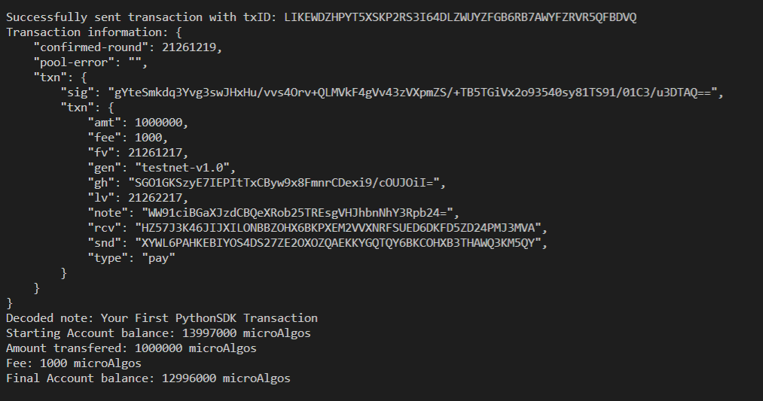 Successfully sent transaction with txID: LIKEWDZHPYT5XSKP2RS3I64DLZWUYZFGB6RB7AWYFZRVR5QFBDVQ
Transaction information: {
    "confirmed-round": 21261219,
    "pool-error": "",
    "txn": {
        "sig": "gYteSmkdq3Yvg3swJHxHu/vvs4Orv+QLMVkF4gVv43zVXpmZS/+TB5TGiVx2o93540sy81TS91/01C3/u3DTAQ==",
        "txn": {
            "amt": 1000000,
            "fee": 1000,
            "fv": 21261217,
            "gen": "testnet-v1.0",
            "gh": "SGO1GKSzyE7IEPItTxCByw9x8FmnrCDexi9/cOUJOiI=",
            "lv": 21262217,
            "note": "WW91ciBGaXJzdCBQeXRob25TREsgVHJhbnNhY3Rpb24=",
            "rcv": "HZ57J3K46JIJXILONBBZOHX6BKPXEM2VVXNRFSUED6DKFD5ZD24PMJ3MVA",
            "snd": "XYWL6PAHKEBIYOS4DS27ZE2OXOZQAEKKYGQTQY6BKCOHXB3THAWQ3KM5QY",
            "type": "pay"
        }
    }
}
Decoded note: Your First PythonSDK Transaction
Starting Account balance: 13997000 microAlgos
Amount transfered: 1000000 microAlgos
Fee: 1000 microAlgos
Final Account balance: 12996000 microAlgos